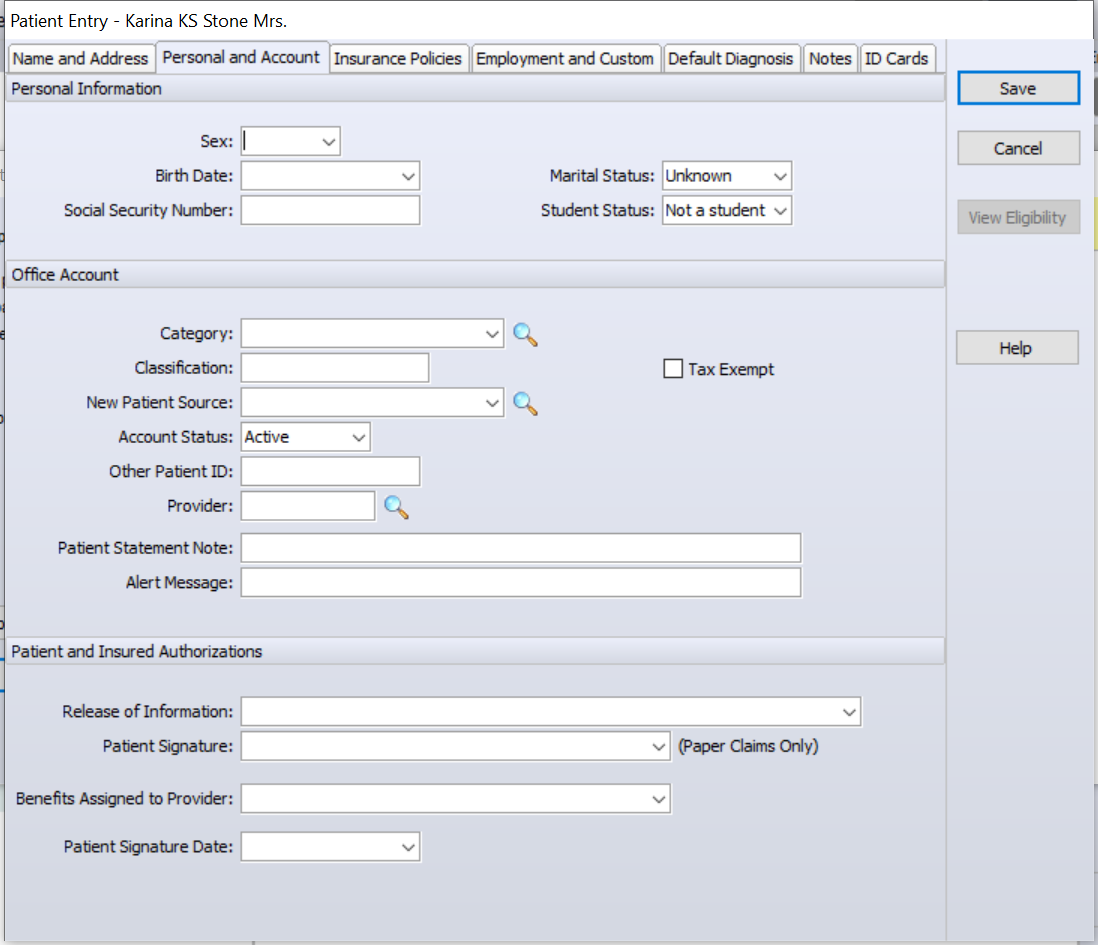 Patient Entry - Karina KS Stone Mrs.
Name and Address Personal and Account Insurance Policies Employment and Custom Default Diagnosis Notes ID Cards
Personal Information
Save
Sex:
Cancel
Birth Date: Marital Status: Unknown
Social Security Number: Student Status: Not a student
View Eligibility
Office Account
Category:
Help
Classification: Tax Exempt
New Patient Source:
Account Status: Active
Other Patient ID:
Provider:
Patient Statement Note:
Alert Message:
Patient and Insured Authorizations
Release of Information:
Patient Signature: (Paper Claims Only)
Benefits Assigned to Provider:
Patient Signature Date: